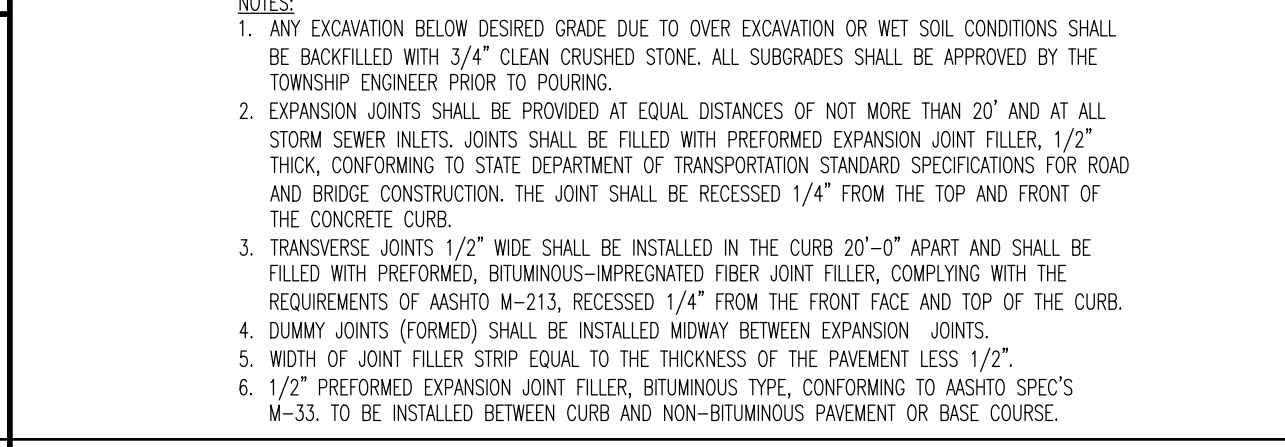 NOTES:
1. ANY EXCAVATION BELOW DESIRED GRADE DUE TO OVER EXCAVATION OR WET SOIL CONDITIONS SHALL
BE BACKFILLED WITH 3/4” CLEAN CRUSHED STONE. ALL SUBGRADES SHALL BE APPROVED BY THE
TOWNSHIP ENGINEER PRIOR TO POURING.
2. EXPANSION JOINTS SHALL BE PROVIDED AT EQUAL DISTANCES OF NOT MORE THAN 20’ AND AT ALL
STORM SEWER INLETS. JOINTS SHALL BE FILLED WITH PREFORMED EXPANSION JOINT FILLER, 1/2”
THICK, CONFORMING TO STATE DEPARTMENT OF TRANSPORTATION STANDARD SPECIFICATIONS FOR ROAD
AND BRIDGE CONSTRUCTION. THE JOINT SHALL BE RECESSED 1/4” FROM THE TOP AND FRONT OF
THE CONCRETE CURB.
3. TRANSVERSE JOINTS 1/2” WIDE SHALL BE INSTALLED IN THE CURB 20’-0” APART AND SHALL BE
FILLED WITH PREFORMED, BITUMINOUS-IMPREGNATED FIBER JOINT FILLER, COMPLYING WITH THE
REQUIREMENTS OF AASHTO M-213, RECESSED 1/4” FROM THE FRONT FACE AND TOP OF THE CURB.
4. DUMMY JOINTS (FORMED) SHALL BE INSTALLED MIDWAY BETWEEN EXPANSION JOINTS.
5. WIDTH OF JOINT FILLER STRIP EQUAL TO THE THICKNESS OF THE PAVEMENT LESS 1/2”.
6. 1/2” PREFORMED EXPANSION JOINT FILLER, BITUMINOUS TYPE, CONFORMING TO AASHTO SPEC’S
M-33. TO BE INSTALLED BETWEEN CURB AND NON-BITUMINOUS PAVEMENT OR BASE COURSE.